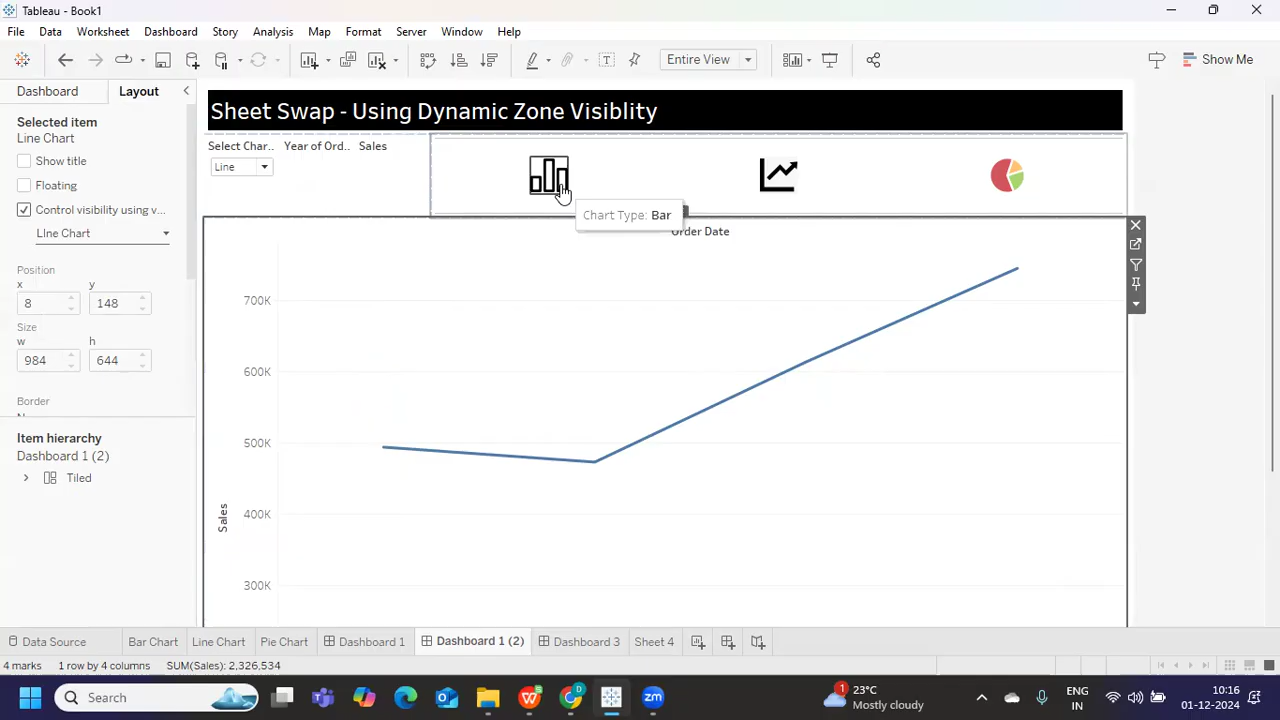 Tableau - Book1
File Data Worksheet Dashboard Story Analysis Map Format Server Window Help
Entire View
Show Me
Dashboard Layout
Selected item
Line Chart
Show title
Floating
Control visibility using v...
LIne Chart
Position
x y
8 148
Size
w h
984 644
Border
Item hierarchy
Dashboard 1 (2)
Tiled
Sheet Swap - Using Dynamic Zone Visiblity
Select Char.. Year of Ord.. Sales
Line
Chart Type: Bar
Order Date
700K
600K
500K
400K
300K
Sales
Data Source Bar Chart Line Chart Pie Chart Dashboard 1 Dashboard 1 (2) Dashboard 3 Sheet 4
4 marks 1 row by 4 columns SUM(Sales): 2,326,534
Search
1
23°C
Mostly cloudy
ENG
IN
10:16
01-12-2024